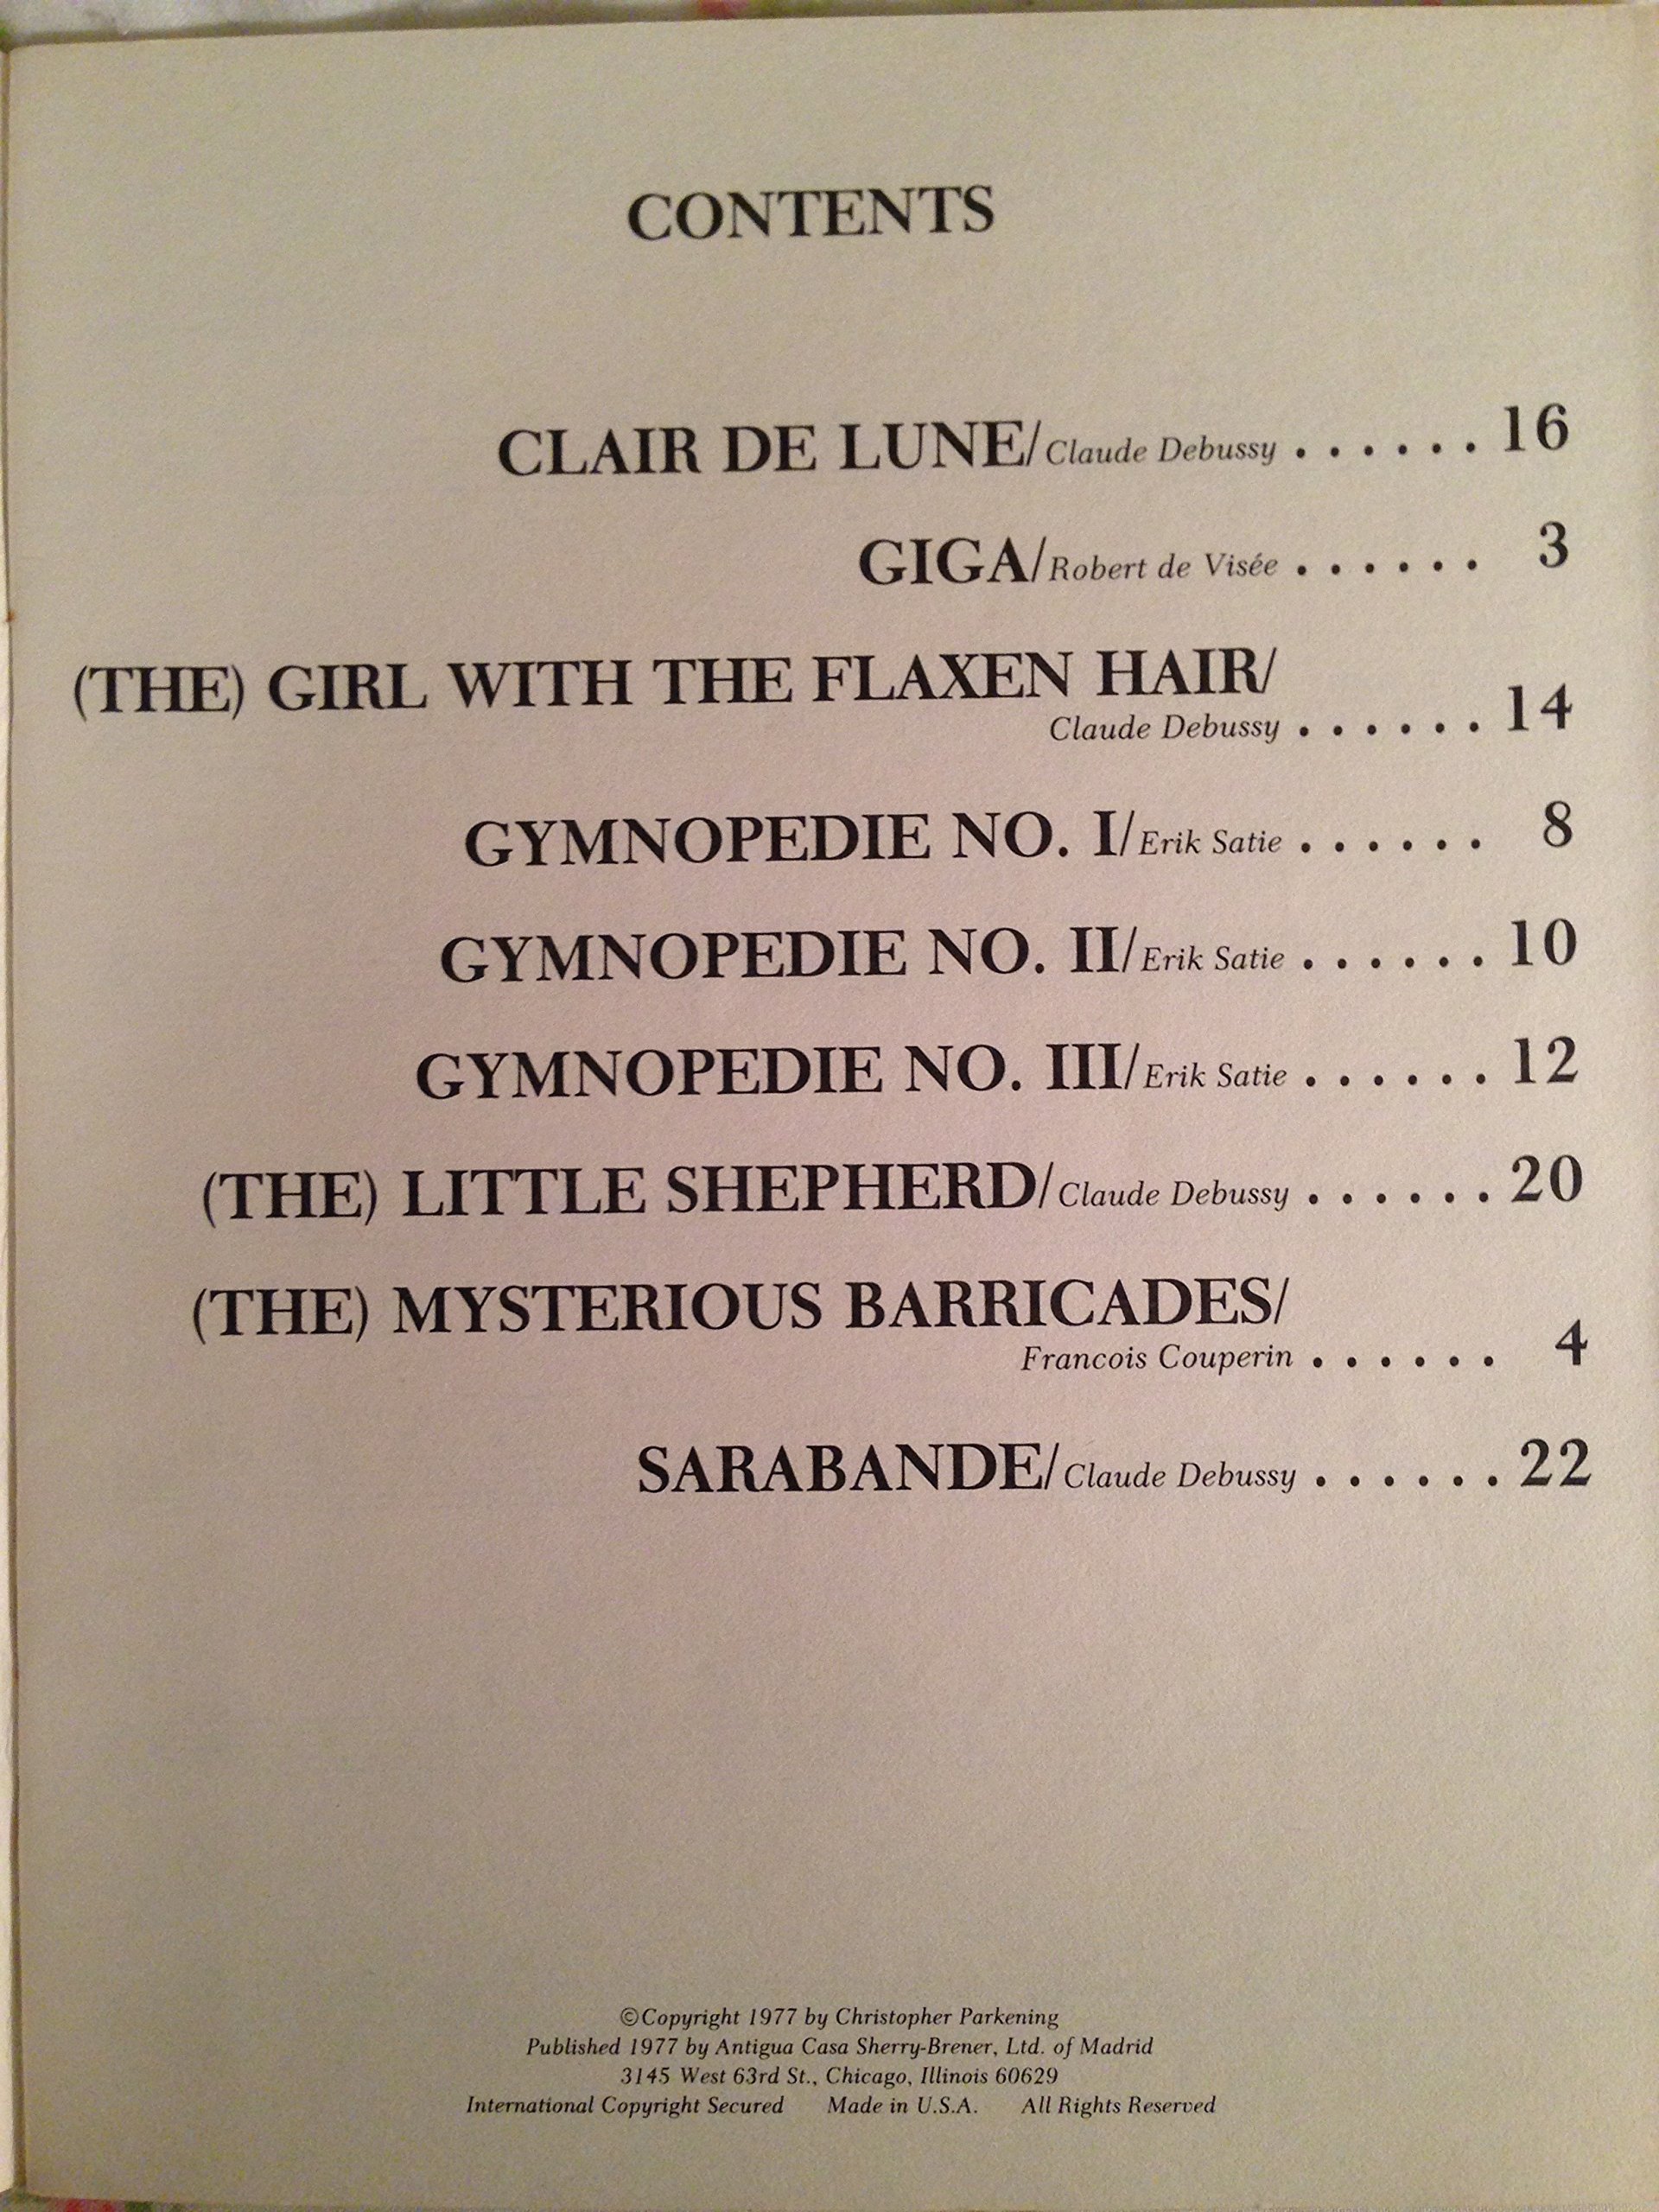 CONTENTS
CLAIR DE LUNE/Claude Debussy . . . . . . 16
GIGA/Robert de Visée . . . . . . 3
(THE) GIRL WITH THE FLAXEN HAIR/
Claude Debussy . . . . . . 14
GYMNOPEDIE NO. I/Erik Satie . . . . . . 8
GYMNOPEDIE NO. II/Erik Satie . . . . . . 10
GYMNOPEDIE NO. III/Erik Satie . . . . . . 12
(THE) LITTLE SHEPHERD/Claude Debussy . . . . . . 20
(THE) MYSTERIOUS BARRICADES/
Francois Couperin . . . . . . 4
SARABANDE/Claude Debussy . . . . . . 22
©Copyright 1977 by Christopher Parkening
Published 1977 by Antigua Casa Sherry-Brener, Ltd. of Madrid
3145 West 63rd St., Chicago, Illinois 60629
International Copyright Secured Made in U.S.A. All Rights Reserved